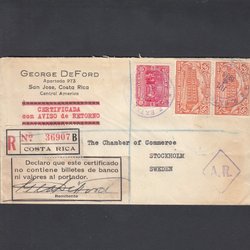 GEORGE DEFORD
Apartado 973
San Jose, Costa Rica
Central America
CERTIFICADA
con AVISO de RETORNO
R No 36907 B
COSTA RICA
The Chamber of Commerce
STOCKHOLM
SWEDEN
A.R.
Declaro que este certificado
no contiene billetes de banco
ni valores al portador.
Remitente